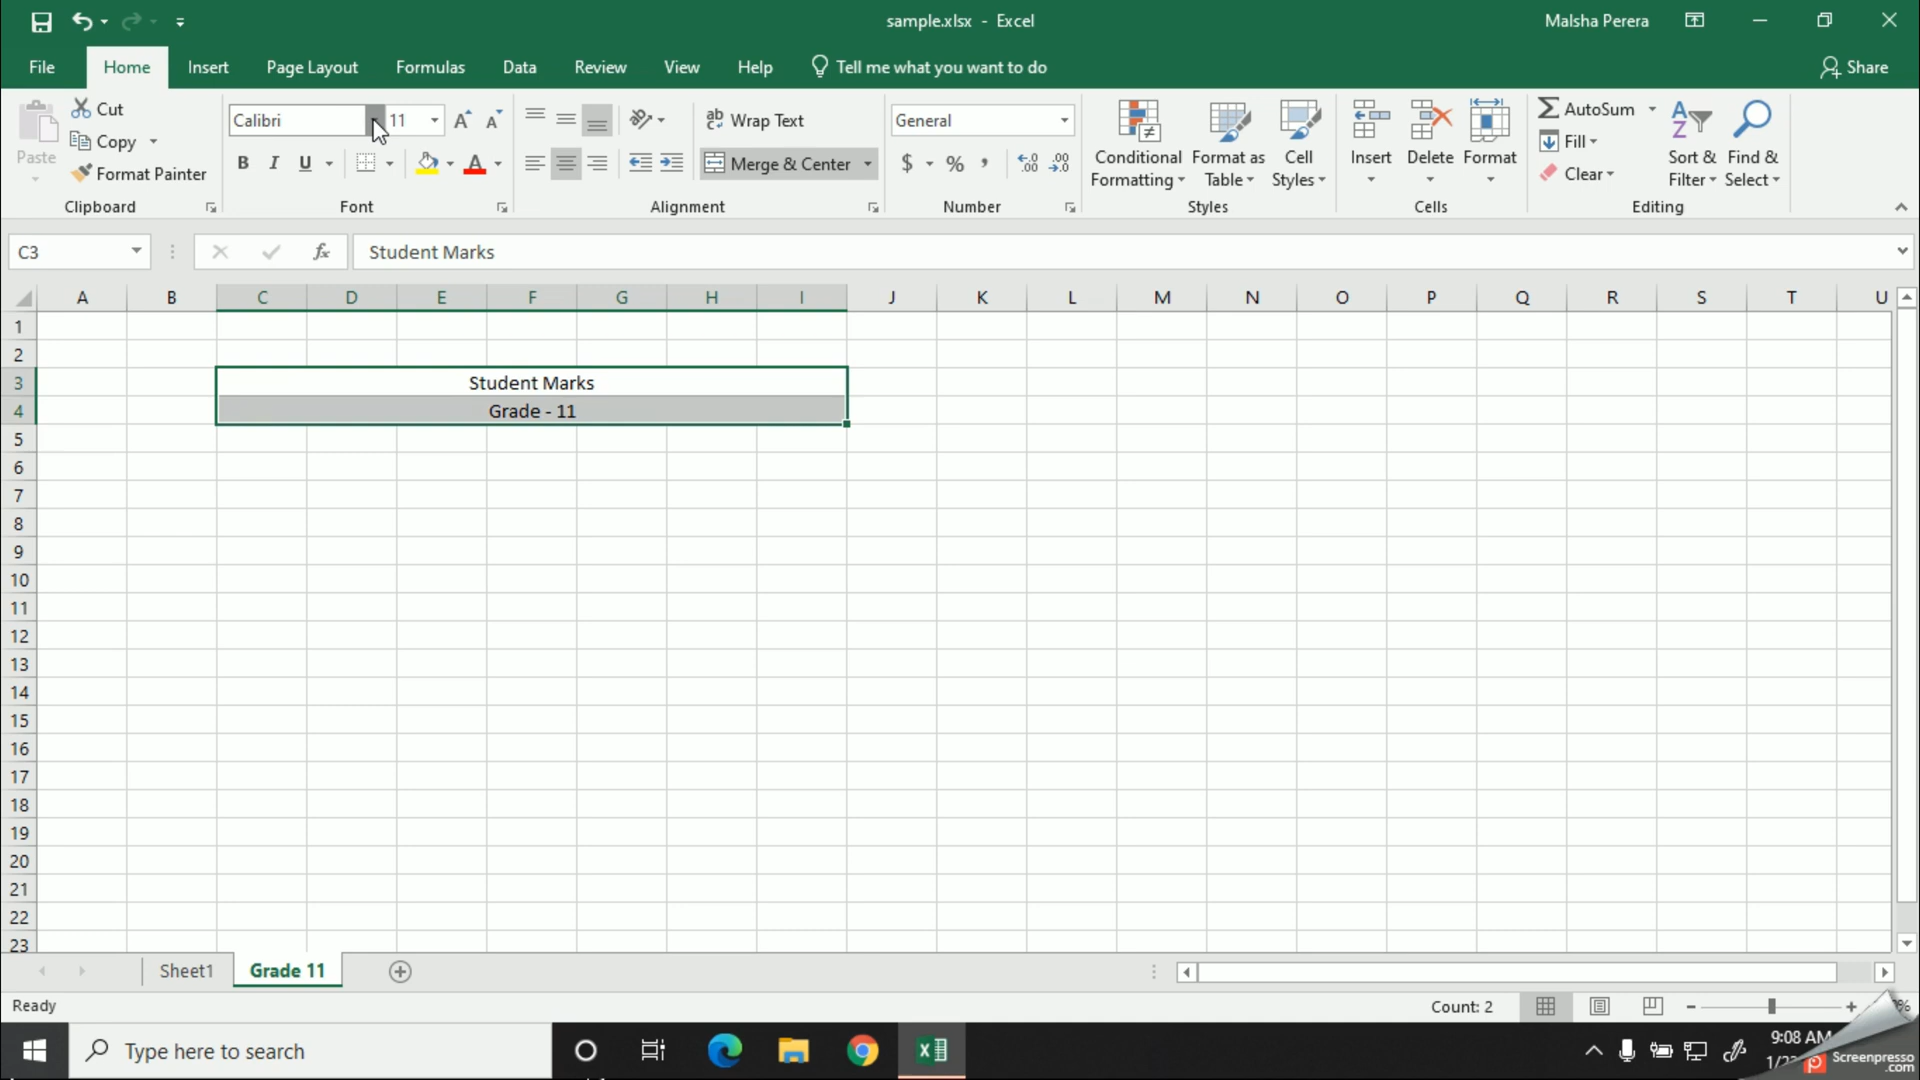 sample.xlsx - Excel
Malsha Perera
File Home Insert Page Layout Formulas Data Review View Help Tell me what you want to do Share
Paste
Cut
Copy
Format Painter
Clipboard
Calibri 11
B I U
Font
Wrap Text
Merge & Center
Alignment
General
$ % ,
Number
Conditional Formatting
Format as Table
Cell Styles
Styles
Insert Delete Format
Cells
AutoSum
Fill
Clear
Sort & Filter
Find & Select
Editing
C3 fx Student Marks
A B C D E F G H I J K L M N O P Q R S T U
1
2
3 Student Marks
4 Grade - 11
5
6
7
8
9
10
11
12
13
14
15
16
17
18
19
20
21
22
23
Sheet1 Grade 11
Ready Count: 2
Type here to search
9:08 AM
Screenpresso
.com